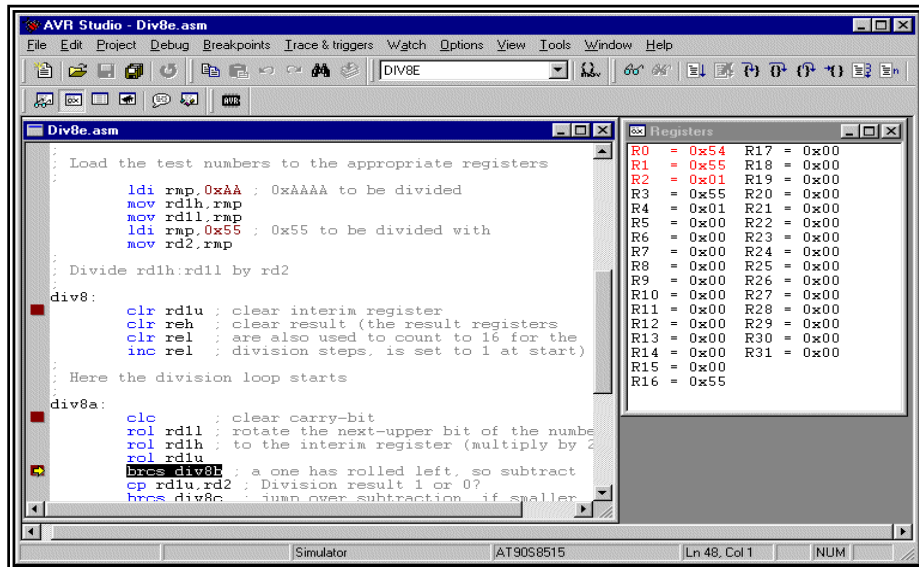 AVR Studio - Div8e.asm
File Edit Project Debug Breakpoints Trace & triggers Watch Options View Tools Window Help
DIV8E
AVR
Div8e.asm
;
; Load the test numbers to the appropriate registers
;
ldi rmp,0xAA ; 0xAAAA to be divided
mov rd1h,rmp
mov rd1l,rmp
ldi rmp,0x55 ; 0x55 to be divided with
mov rd2,rmp
;
; Divide rd1h:rd1l by rd2
;
div8:
clr rd1u ; clear interim register
clr reh ; clear result (the result registers
clr rel ; are also used to count to 16 for the
inc rel ; division steps, is set to 1 at start)
;
; Here the division loop starts
;
div8a:
clc ; clear carry-bit
rol rd1l ; rotate the next-upper bit of the numbe
rol rd1h ; to the interim register (multiply by 2
rol rd1u
brcs div8b ; a one has rolled left, so subtract
cp rd1u,rd2 ; Division result 1 or 0?
brcs div8c ; jump over subtraction, if smaller
Registers
R0 = 0x54 R17 = 0x00
R1 = 0x55 R18 = 0x00
R2 = 0x01 R19 = 0x00
R3 = 0x55 R20 = 0x00
R4 = 0x01 R21 = 0x00
R5 = 0x00 R22 = 0x00
R6 = 0x00 R23 = 0x00
R7 = 0x00 R24 = 0x00
R8 = 0x00 R25 = 0x00
R9 = 0x00 R26 = 0x00
R10 = 0x00 R27 = 0x00
R11 = 0x00 R28 = 0x00
R12 = 0x00 R29 = 0x00
R13 = 0x00 R30 = 0x00
R14 = 0x00 R31 = 0x00
R15 = 0x00
R16 = 0x55
Simulator AT90S8515 Ln 48, Col 1 NUM